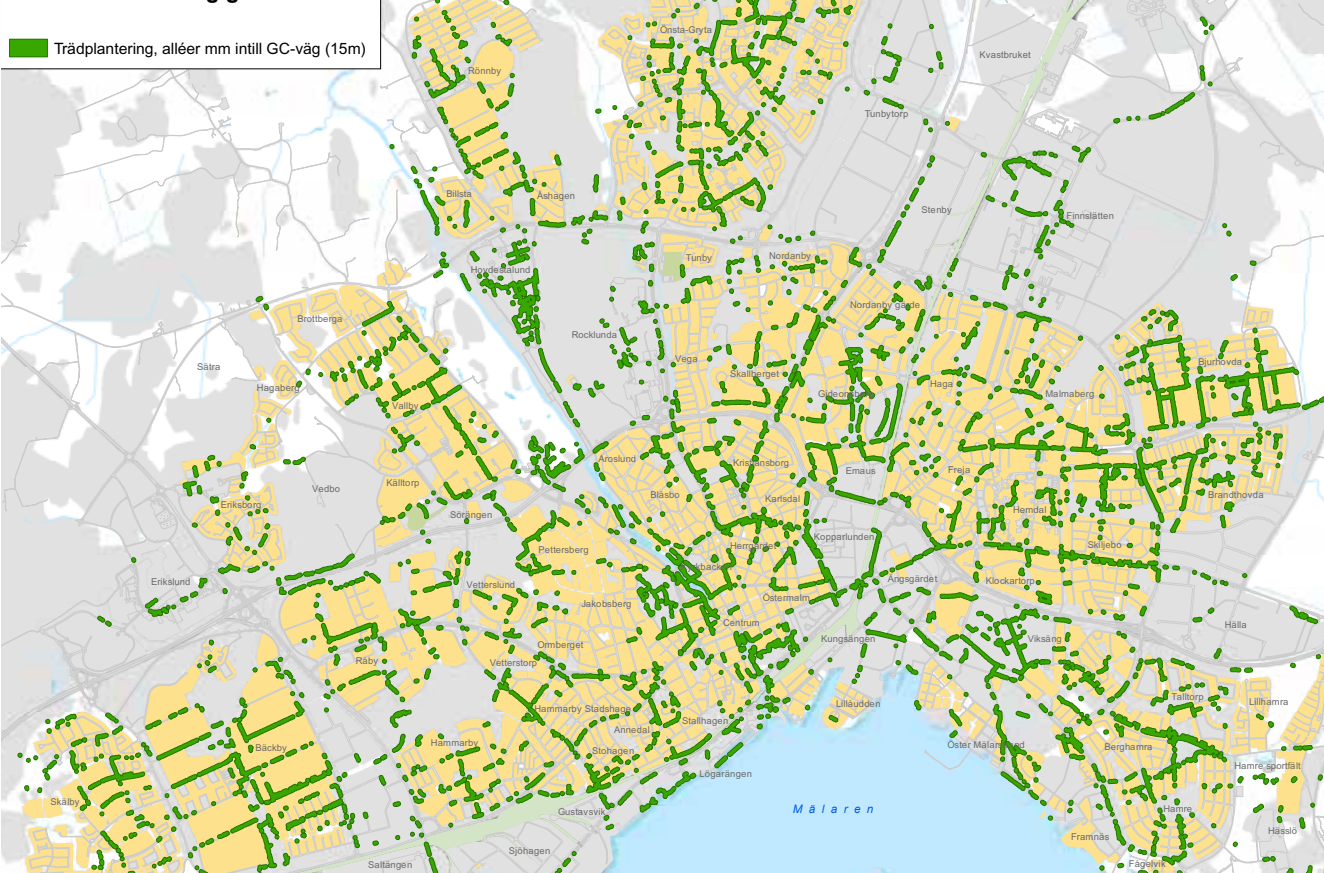 Trädplantering, alléer mm intill GC-väg (15m)
Önsta-Gryta
Kvastbruket
Rönnby
Tunbytorp
Billsta
Åshagen
Stenby
Finnslätten
Tunby
Nordanby
Hovdestalund
Nordanby gärde
Brottberga
Rocklunda
Sätra
Vega
Skallberget
Bjurhovda
Hagaberg
Haga
Gideonsberg
Malmaberg
Vallby
Aroslund
Kristiansborg
Emaus
Freja
Vedbo
Källtorp
Blåsbo
Karlsdal
Brandthovda
Eriksborg
Hemdal
Sörängen
Kopparlunden
Pettersberg
Herrgärdet
Skiljebo
Kyrkbacken
Erikslund
Vetterslund
Ängsgärdet
Klockartorp
Jakobsberg
Östermalm
Centrum
Hälla
Kungsängen
Viksäng
Ormberget
Råby
Vetterstorp
Talltorp
Lillhamra
Hammarby Stadshage
Lillåudden
Stallhagen
Annedal
Hammarby
Bäckby
Stohagen
Öster Mälarstrand
Berghamra
Hamre sportfält
Lögarängen
Skälby
Mälaren
Gustavsvik
Hamre
Hässlö
Framnäs
Sjöhagen
Saltängen
Fågelvik